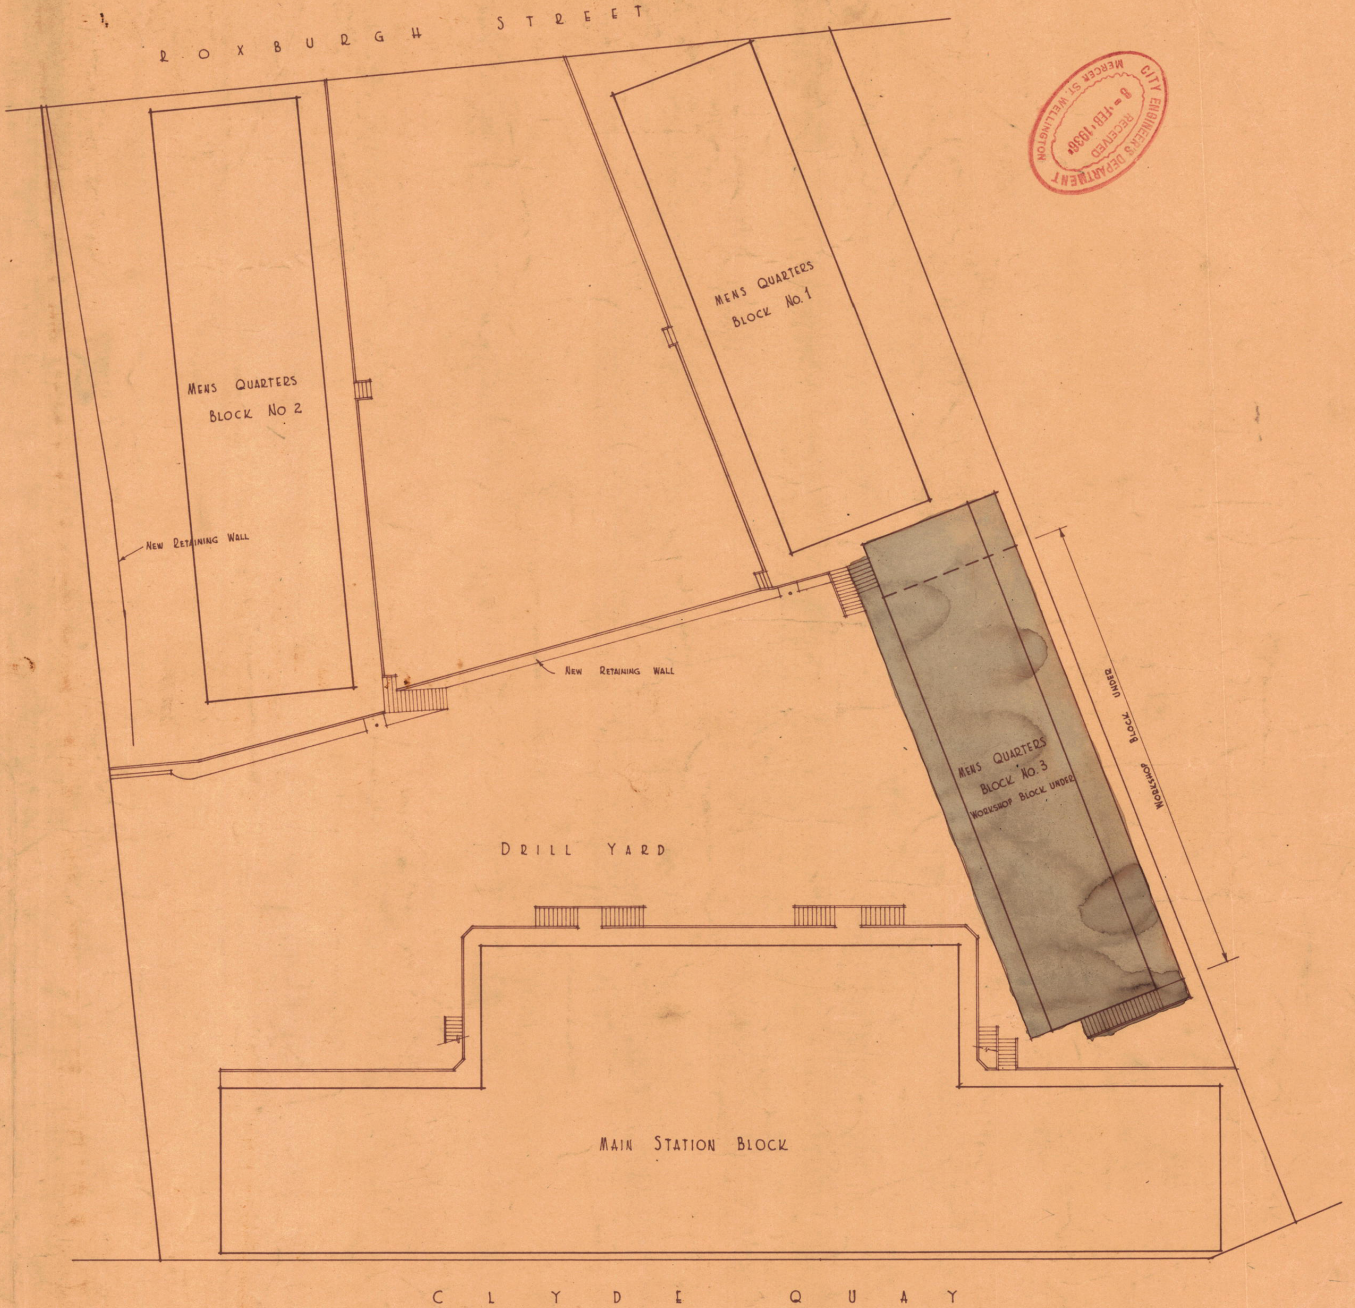 ROXBURGH STREET
CITY ENGINEER'S DEPARTMENT
RECEIVED
8 = FEB 1936
MERCER ST. WELLINGTON
MENS QUARTERS
BLOCK No. 1
MENS QUARTERS
BLOCK No 2
NEW RETAINING WALL
NEW RETAINING WALL
WORKSHOP BLOCK UNDER
MENS QUARTERS
BLOCK No. 3
WORKSHOP BLOCK UNDER
DRILL YARD
MAIN STATION BLOCK
CLYDE QUAY